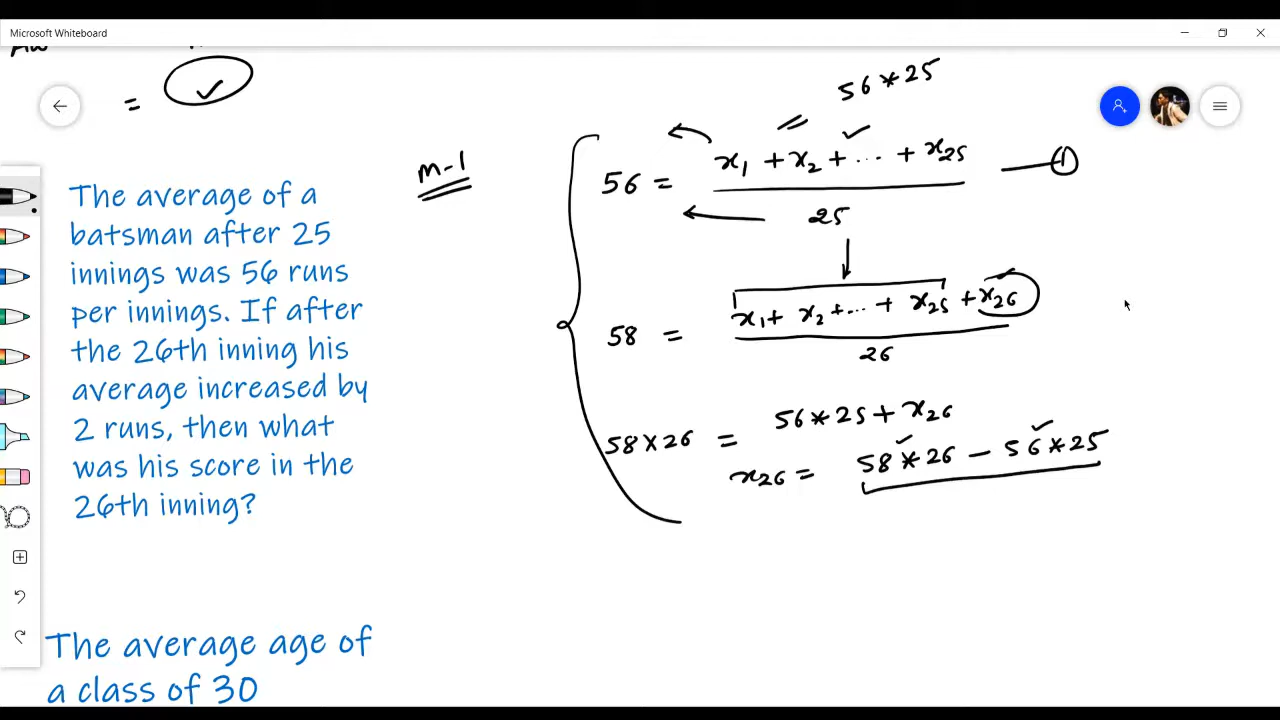 Microsoft Whiteboard
= ✓
The average of a
batsman after 25
innings was 56 runs
per innings. If after
the 26th inning his
average increased by
2 runs, then what
was his score in the
26th inning?
The average age of
a class of 30
M-1
56*25
56 = x₁ + x₂ + ... + x₂₅ ①
25
58 = x₁ + x₂ + ... + x₂₅ + x₂₆
26
58×26 = 56*25 + x₂₆
x₂₆ = 58*26 – 56*25